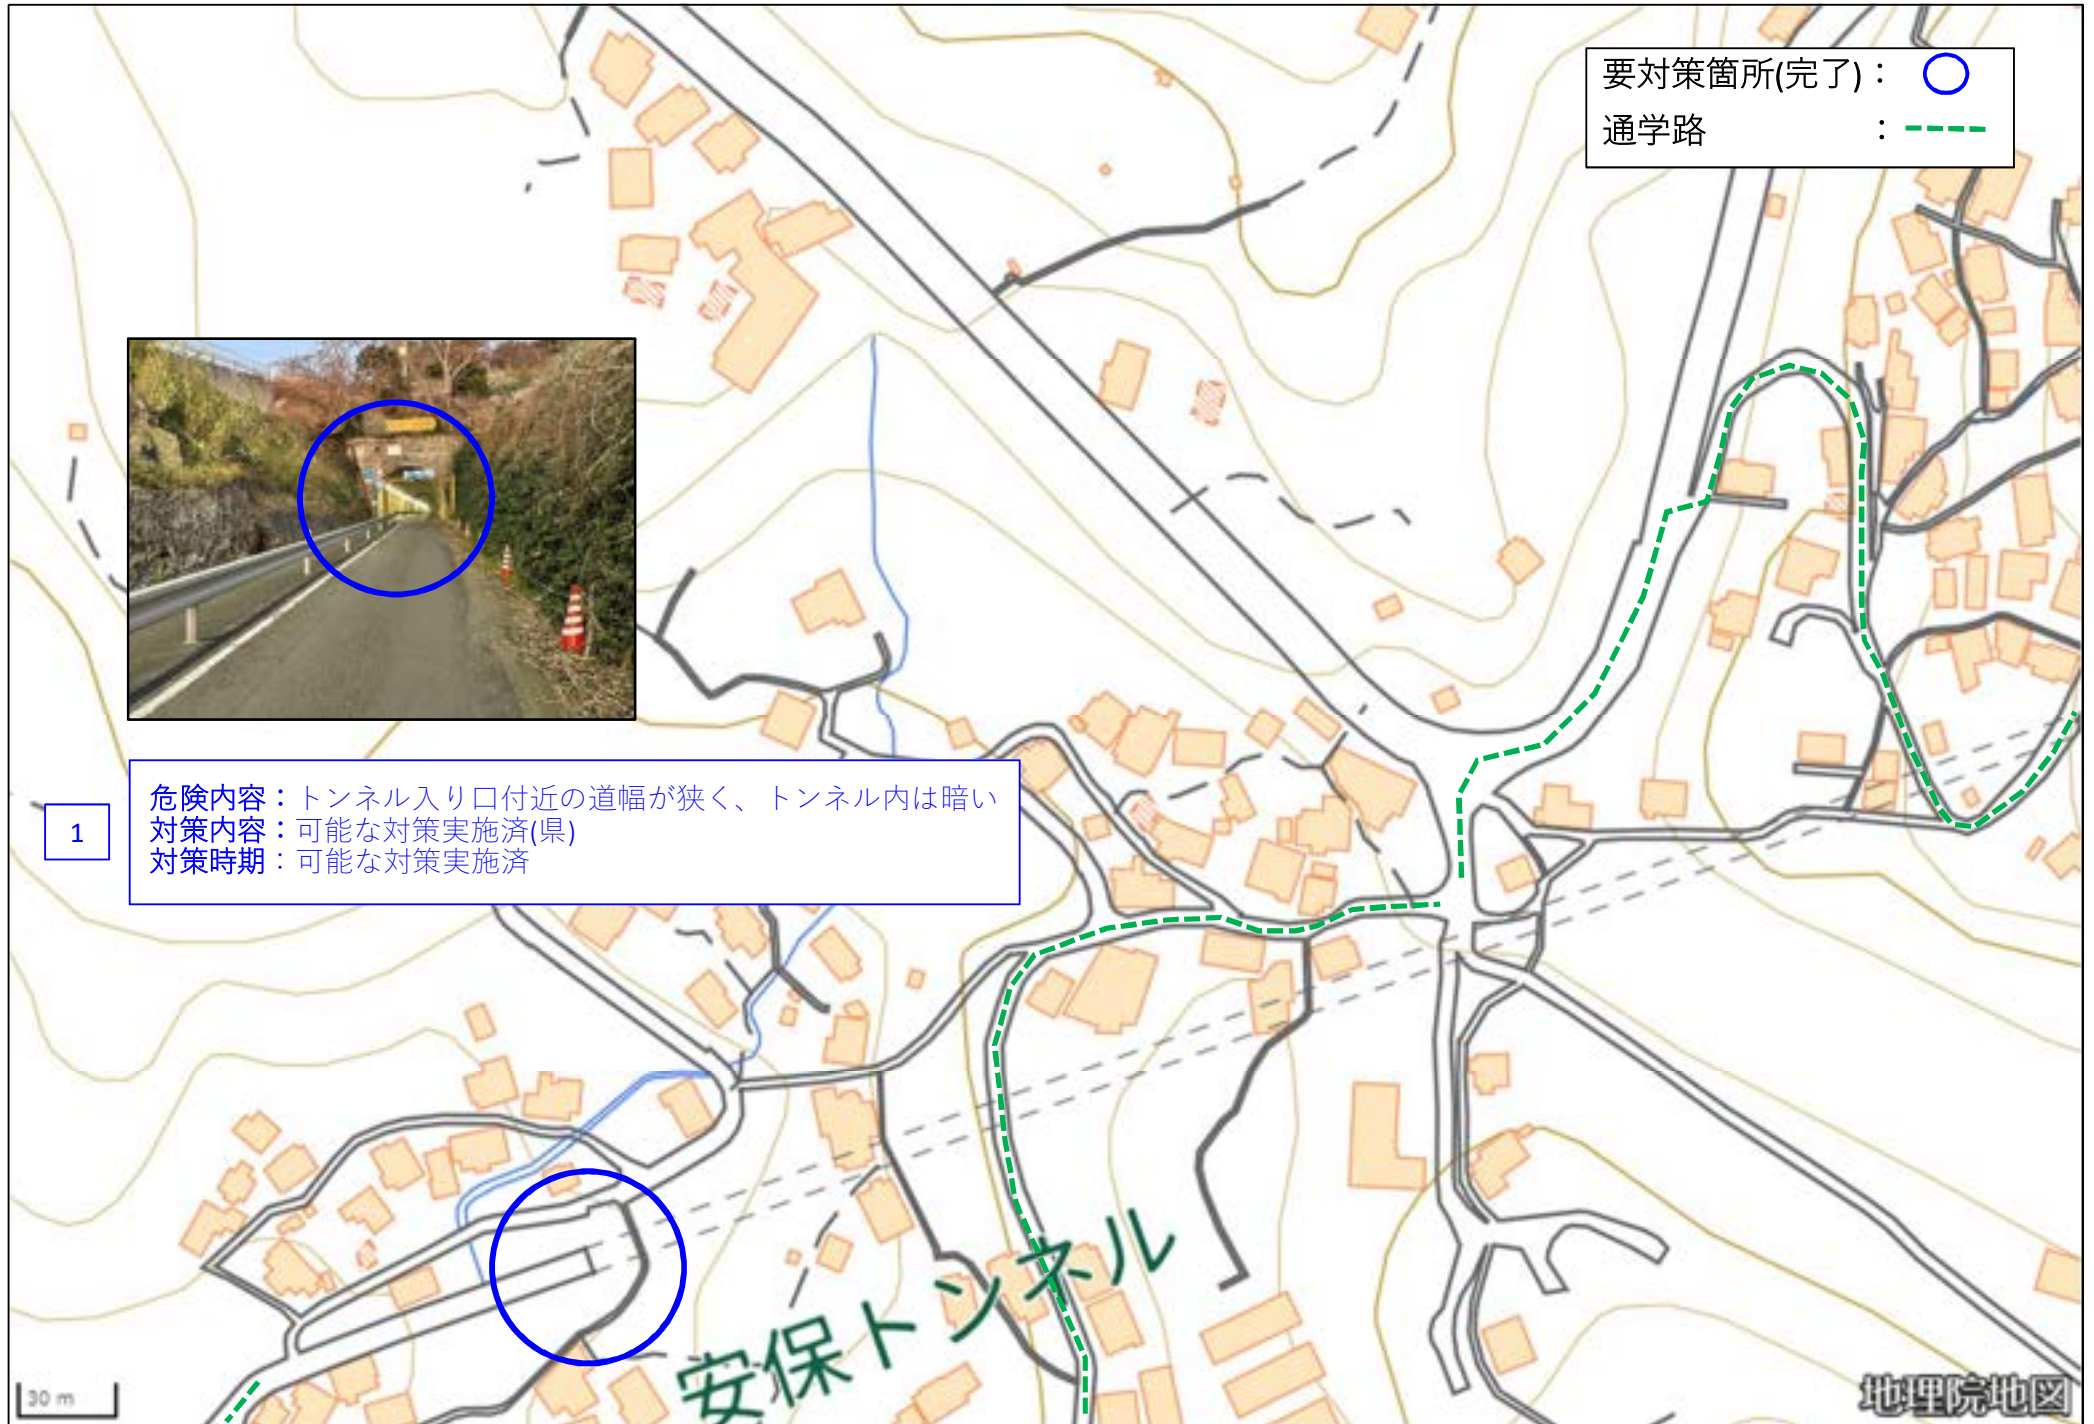 要対策箇所(完了)：
通学路　　　　：
1
危険内容：トンネル入り口付近の道幅が狭く、トンネル内は暗い
対策内容：可能な対策実施済(県)
対策時期：可能な対策実施済
安保トンネル
30 m
地理院地図